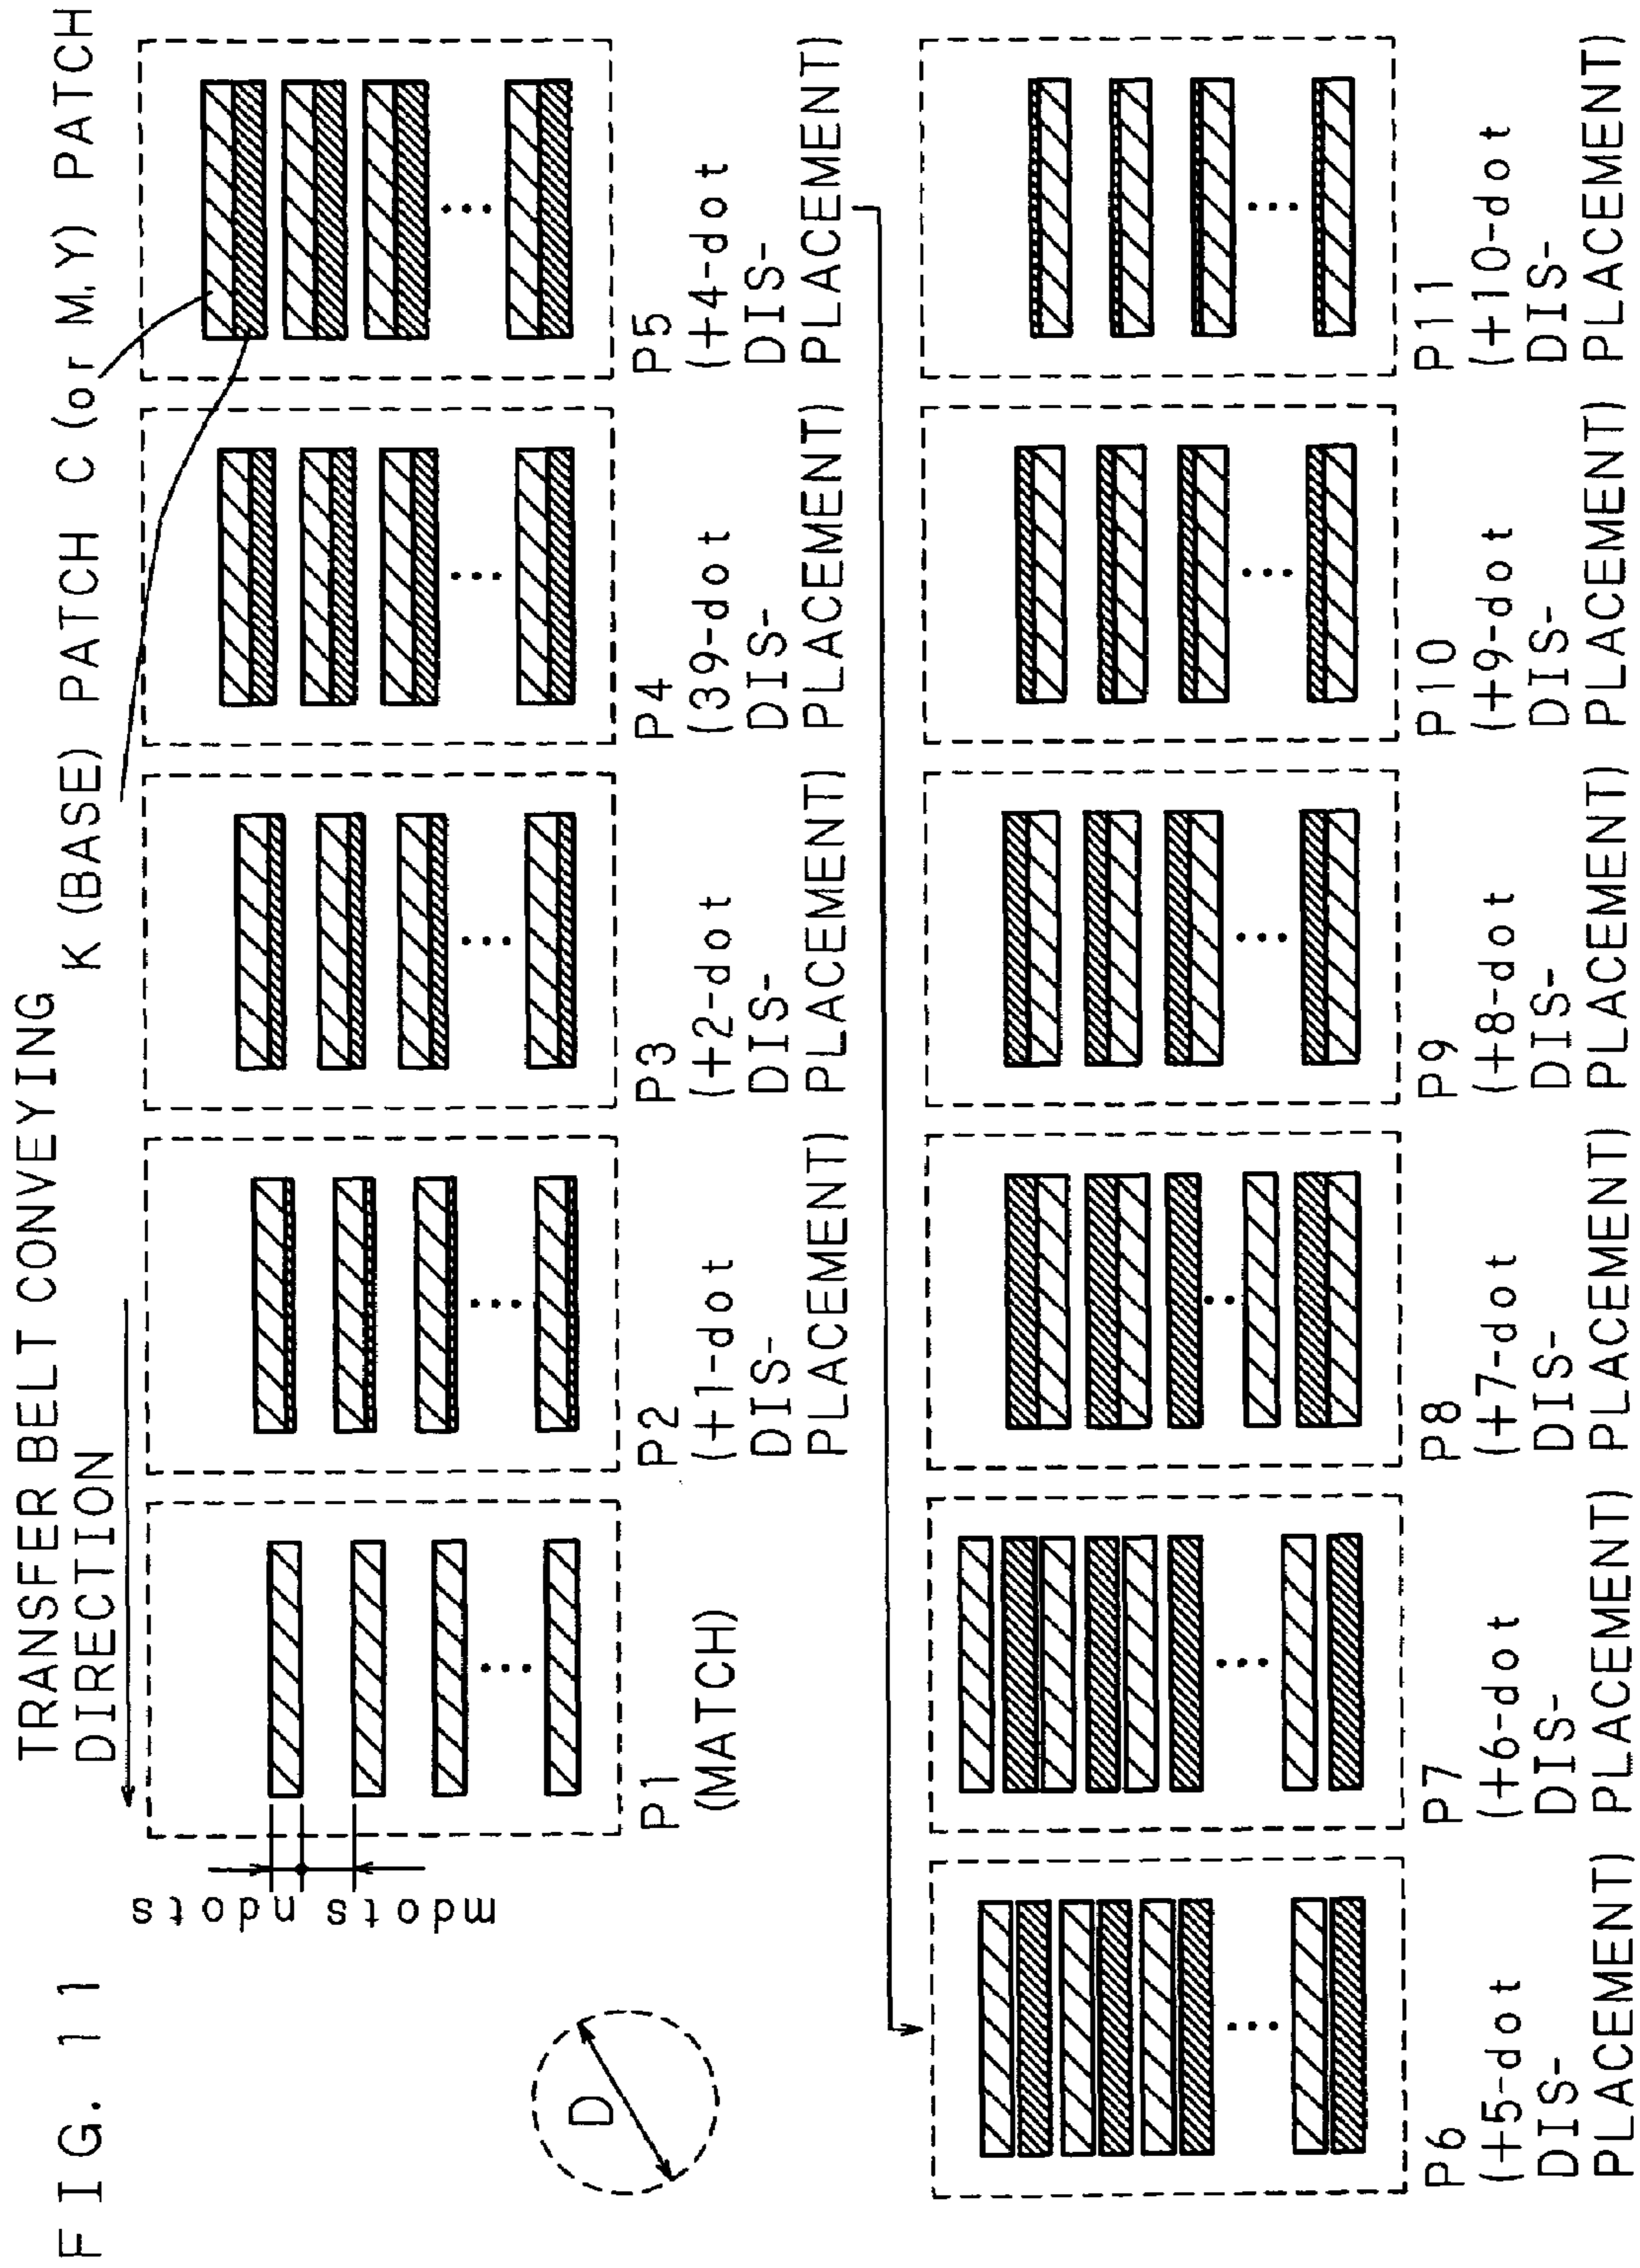 FIG. 11
TRANSFER BELT CONVEYING
DIRECTION
K (BASE) PATCH C (or M,Y) PATCH
ndots
mdots
D
P1
(MATCH)
P2
(+1-dot
DIS-
PLACEMENT)
P3
(+2-dot
DIS-
PLACEMENT)
P4
(39-dot
DIS-
PLACEMENT)
P5
(+4-dot
DIS-
PLACEMENT)
P6
(+5-dot
DIS-
PLACEMENT)
P7
(+6-dot
DIS-
PLACEMENT)
P8
(+7-dot
DIS-
PLACEMENT)
P9
(+8-dot
DIS-
PLACEMENT)
P10
(+9-dot
DIS-
PLACEMENT)
P11
(+10-dot
DIS-
PLACEMENT)